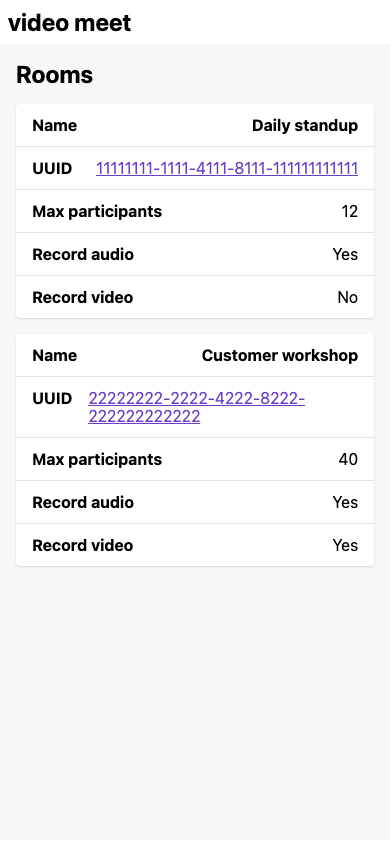 video meet
Rooms
Name Daily standup
UUID 11111111-1111-4111-8111-111111111111
Max participants 12
Record audio Yes
Record video No
Name Customer workshop
UUID 22222222-2222-4222-8222-
222222222222
Max participants 40
Record audio Yes
Record video Yes